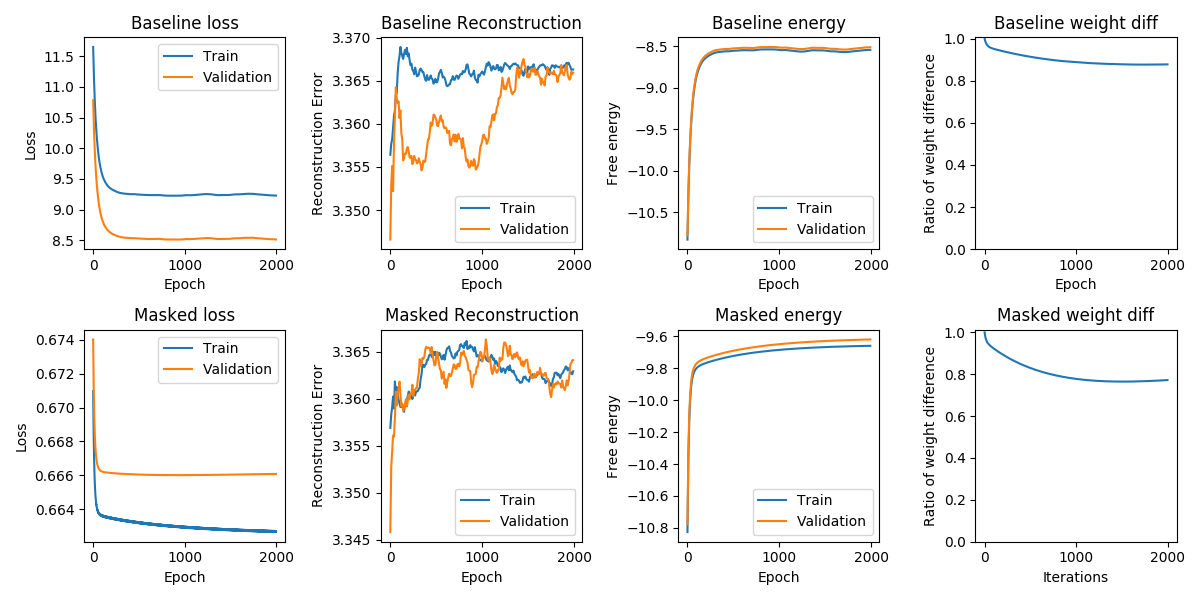 Baseline loss
Loss
11.5
11.0
10.5
10.0
9.5
9.0
8.5
Train
Validation
0
1000
2000
Epoch
Baseline Reconstruction
Reconstruction Error
3.370
3.365
3.360
3.355
3.350
Train
Validation
0
1000
2000
Epoch
Baseline energy
Free energy
−8.5
−9.0
−9.5
−10.0
−10.5
Train
Validation
0
1000
2000
Epoch
Baseline weight diff
Ratio of weight difference
1.0
0.8
0.6
0.4
0.2
0.0
0
1000
2000
Epoch
Masked loss
Loss
0.674
0.672
0.670
0.668
0.666
0.664
Train
Validation
0
1000
2000
Epoch
Masked Reconstruction
Reconstruction Error
3.365
3.360
3.355
3.350
3.345
Train
Validation
0
1000
2000
Epoch
Masked energy
Free energy
−9.6
−9.8
−10.0
−10.2
−10.4
−10.6
−10.8
Train
Validation
0
1000
2000
Epoch
Masked weight diff
Ratio of weight difference
1.0
0.8
0.6
0.4
0.2
0.0
0
1000
2000
Iterations